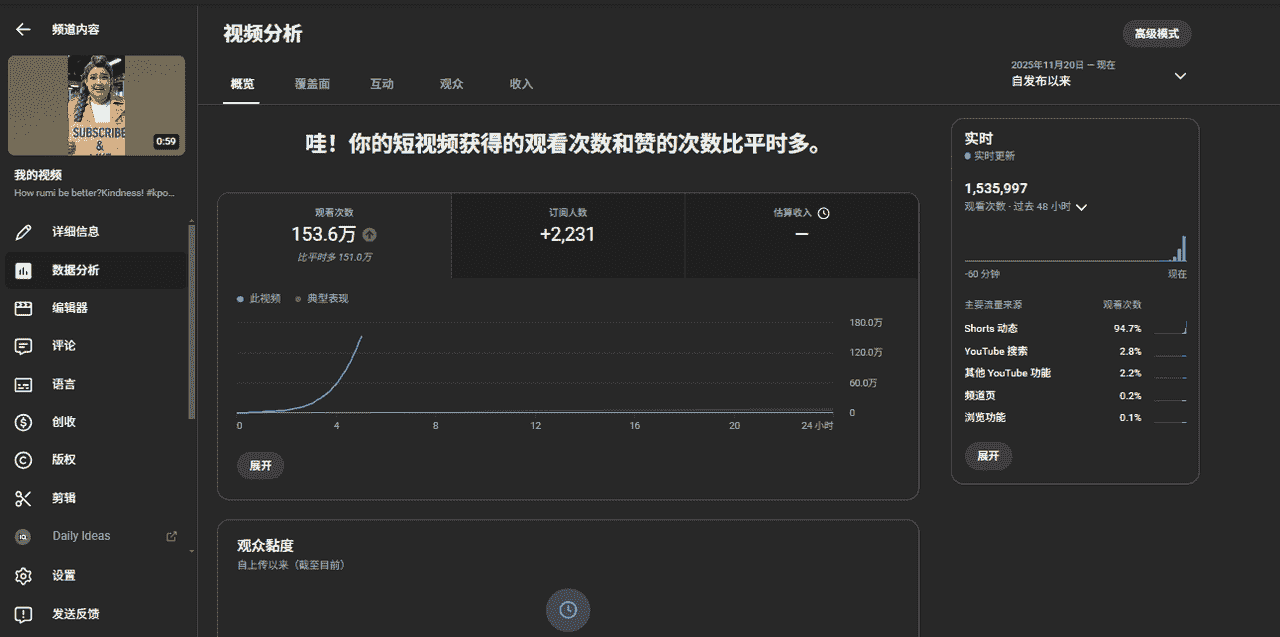 频道内容
SUBSCRIBE
&
LIKE
0:59
我的视频
How rumi be better?Kindness! #kpo...
详细信息
数据分析
编辑器
评论
语言
创收
版权
剪辑
Daily Ideas
设置
发送反馈
视频分析
高级模式
概览
覆盖面
互动
观众
收入
2025年11月20日 – 现在
自发布以来
哇！你的短视频获得的观看次数和赞的次数比平时多。
观看次数
153.6万
比平时多 151.0万
订阅人数
+2,231
估算收入
—
此视频
典型表现
180.0万
120.0万
60.0万
0
0 4 8 12 16 20 24 小时
展开
观众黏度
自上传以来（截至目前）
实时
实时更新
1,535,997
观看次数 · 过去 48 小时
-60 分钟 现在
主要流量来源 观看次数
Shorts 动态 94.7%
YouTube 搜索 2.8%
其他 YouTube 功能 2.2%
频道页 0.2%
浏览功能 0.1%
展开